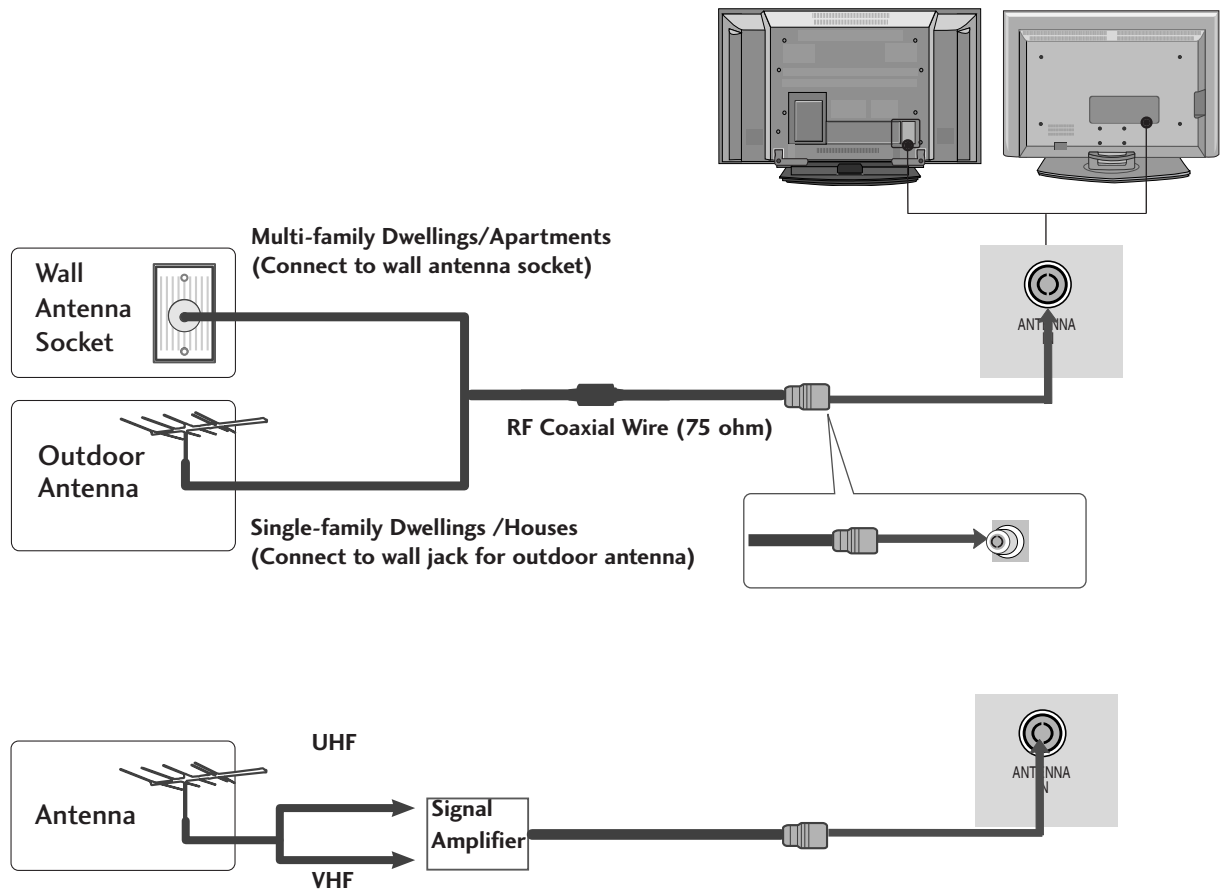 Multi-family Dwellings/Apartments
(Connect to wall antenna socket)
Wall
Antenna
Socket
ANTENNA
RF Coaxial Wire (75 ohm)
Outdoor
Antenna
Single-family Dwellings /Houses
(Connect to wall jack for outdoor antenna)
UHF
ANTENNA
Antenna
Signal
Amplifier
VHF